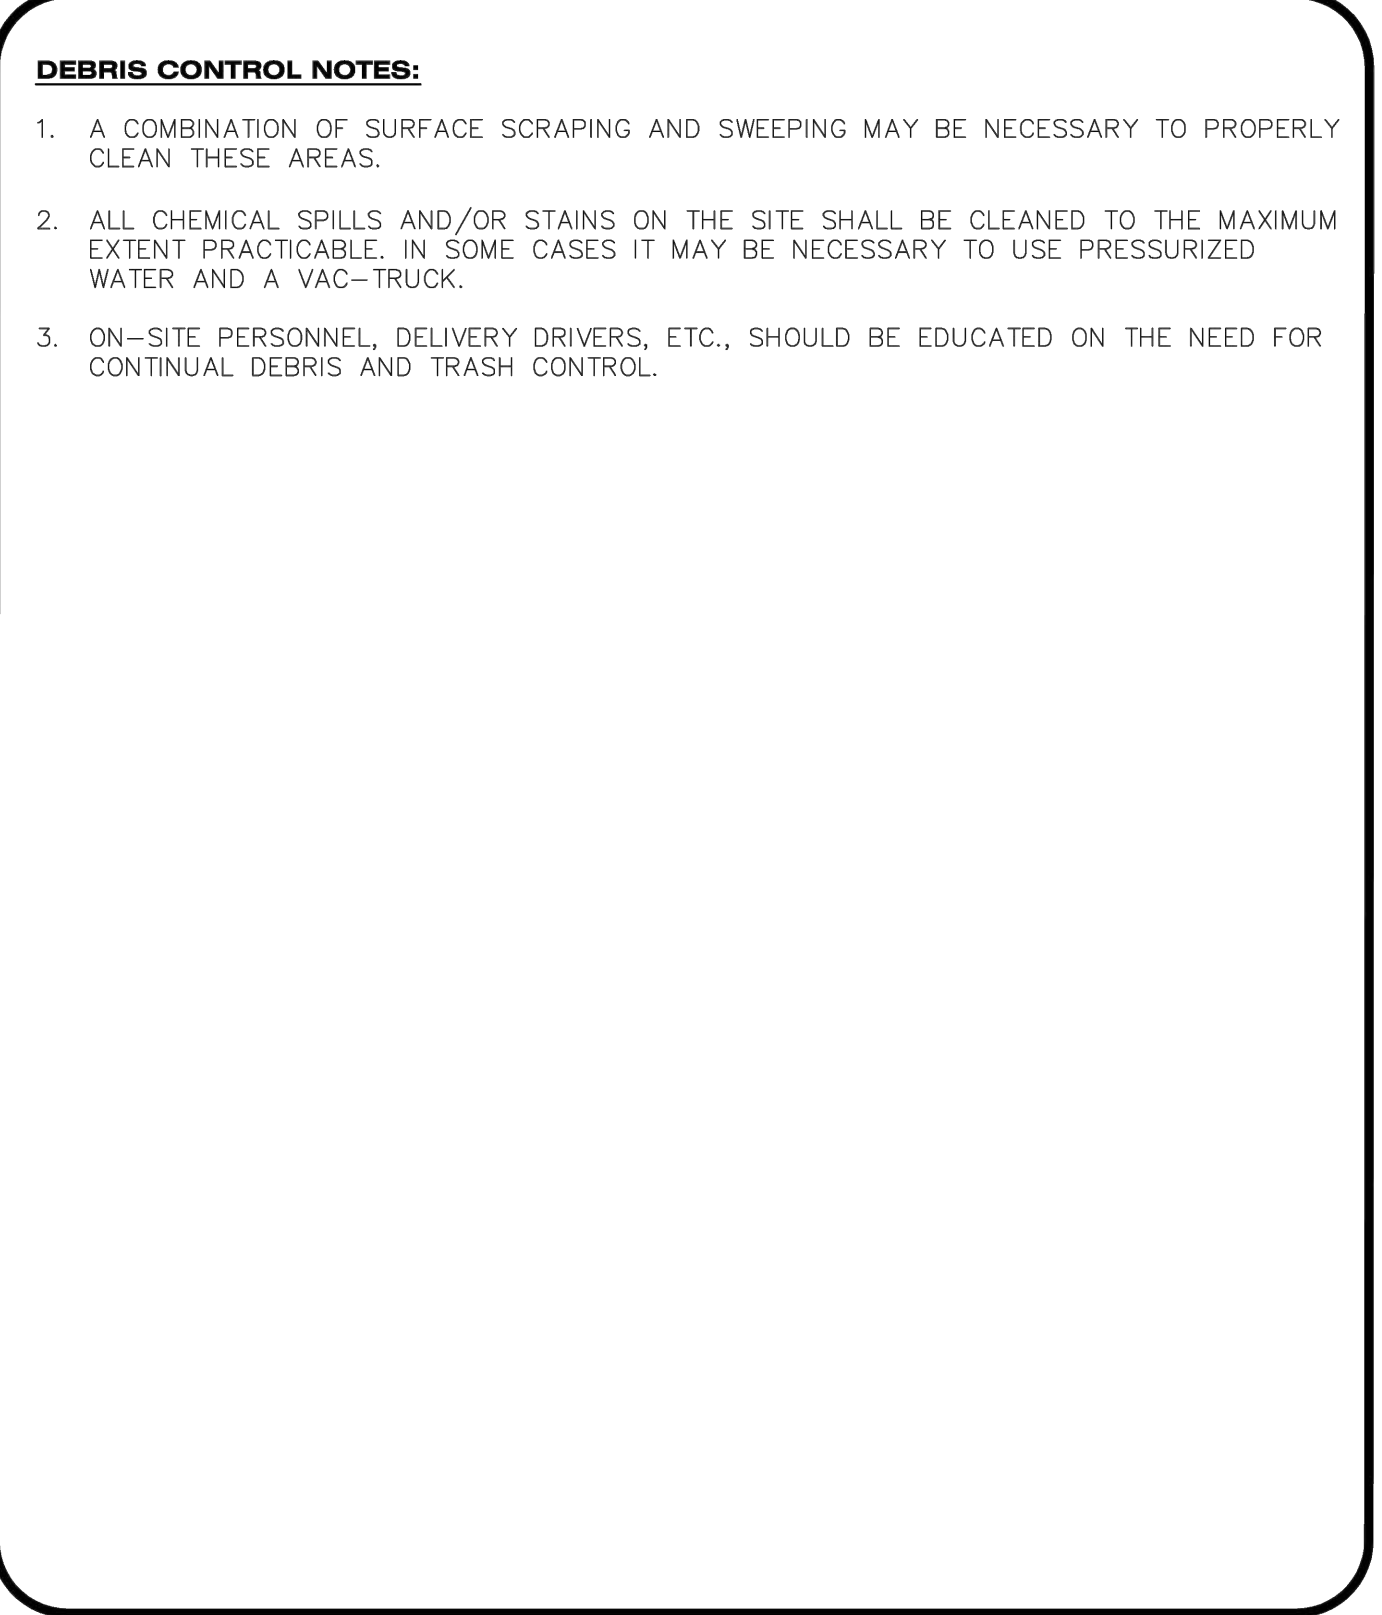 DEBRIS CONTROL NOTES:
1. A COMBINATION OF SURFACE SCRAPING AND SWEEPING MAY BE NECESSARY TO PROPERLY
CLEAN THESE AREAS.
2. ALL CHEMICAL SPILLS AND/OR STAINS ON THE SITE SHALL BE CLEANED TO THE MAXIMUM
EXTENT PRACTICABLE. IN SOME CASES IT MAY BE NECESSARY TO USE PRESSURIZED
WATER AND A VAC-TRUCK.
3. ON-SITE PERSONNEL, DELIVERY DRIVERS, ETC., SHOULD BE EDUCATED ON THE NEED FOR
CONTINUAL DEBRIS AND TRASH CONTROL.